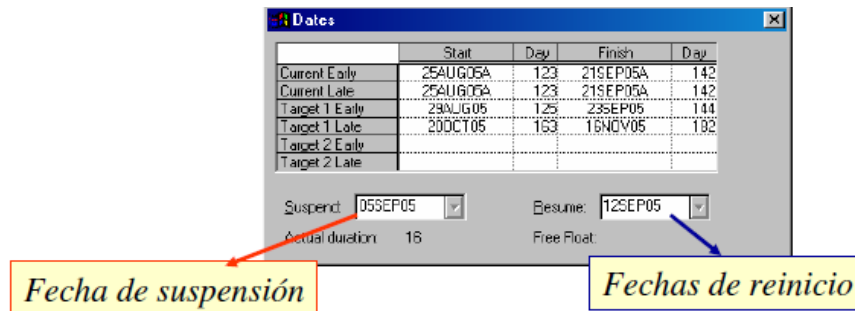 Dates
Start Day Finish Day
Current Early 25AUG05A 123 21SEP05A 142
Current Late 25AUG05A 123 21SEP05A 142
Target 1 Early 29AUG05 125 23SEP05 144
Target 1 Late 20OCT05 163 16NOV05 182
Target 2 Early
Target 2 Late
Suspend: 05SEP05 Resume: 12SEP05
Actual duration: 16 Free Float:
Fecha de suspensión Fechas de reinicio